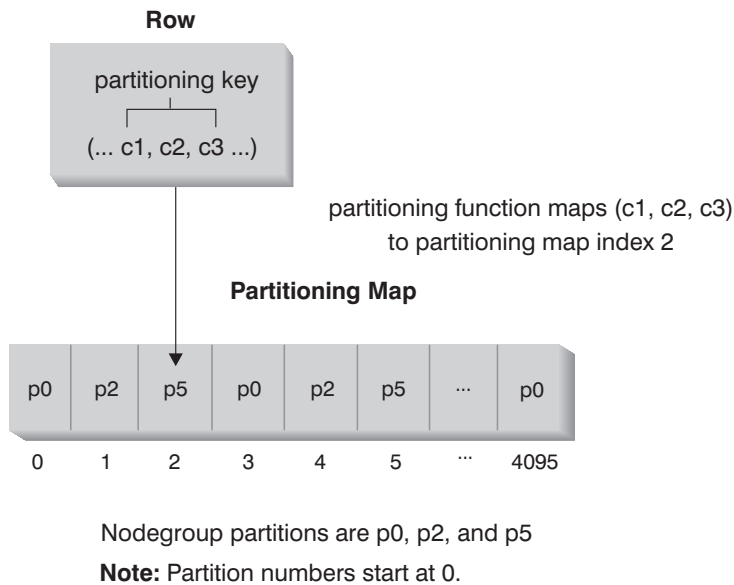 Row
partitioning key
(... c1, c2, c3 ...)
partitioning function maps (c1, c2, c3)
to partitioning map index 2
Partitioning Map
p0 p2 p5 p0 p2 p5 ... p0
0 1 2 3 4 5 ... 4095
Nodegroup partitions are p0, p2, and p5
Note: Partition numbers start at 0.